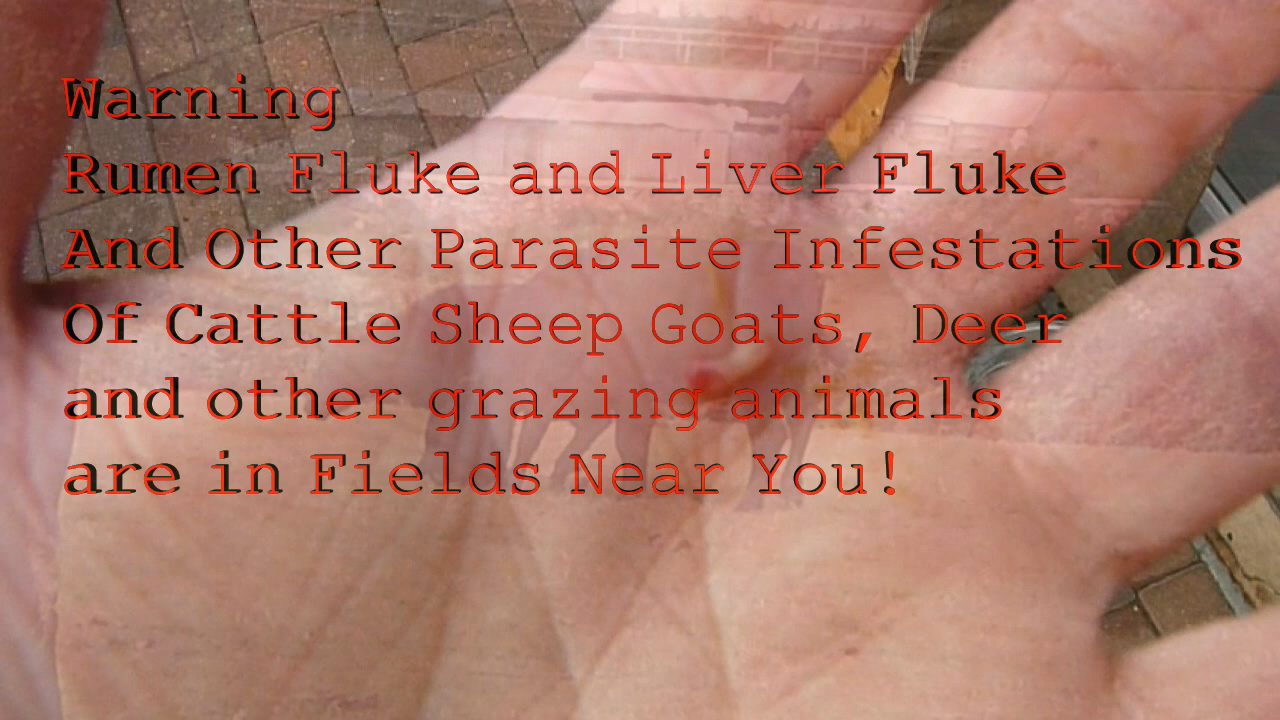 Warning
Rumen Fluke and Liver Fluke
And Other Parasite Infestations
Of Cattle Sheep Goats, Deer
and other grazing animals
are in Fields Near You!